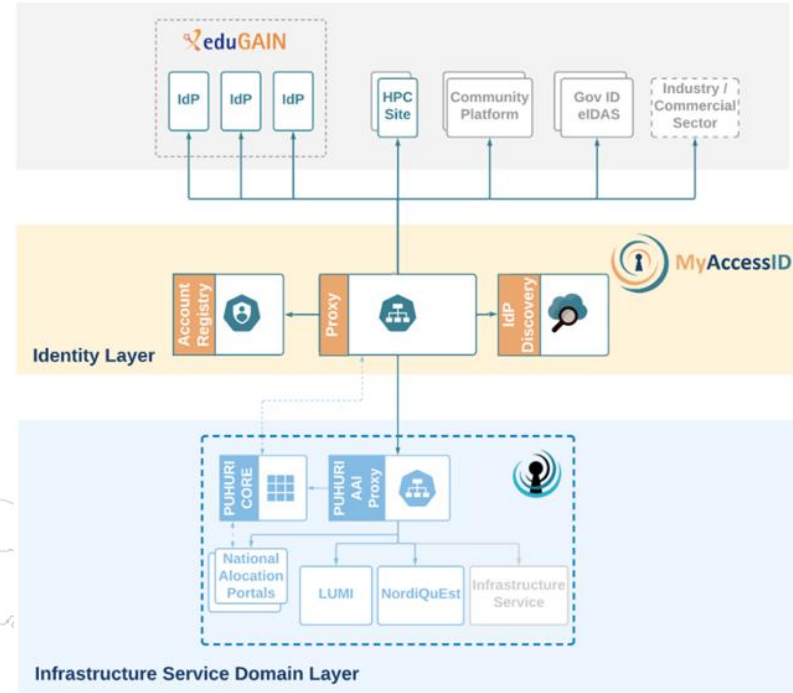 eduGAIN
IdP
IdP
IdP
HPC
Site
Community
Platform
Gov ID
eIDAS
Industry /
Commercial
Sector
MyAccessID
Account
Registry
Proxy
IdP
Discovery
Identity Layer
PUHURI
CORE
PUHURI
AAI
Proxy
National
Alocation
Portals
LUMI
NordiQuEst
Infrastructure
Service
Infrastructure Service Domain Layer